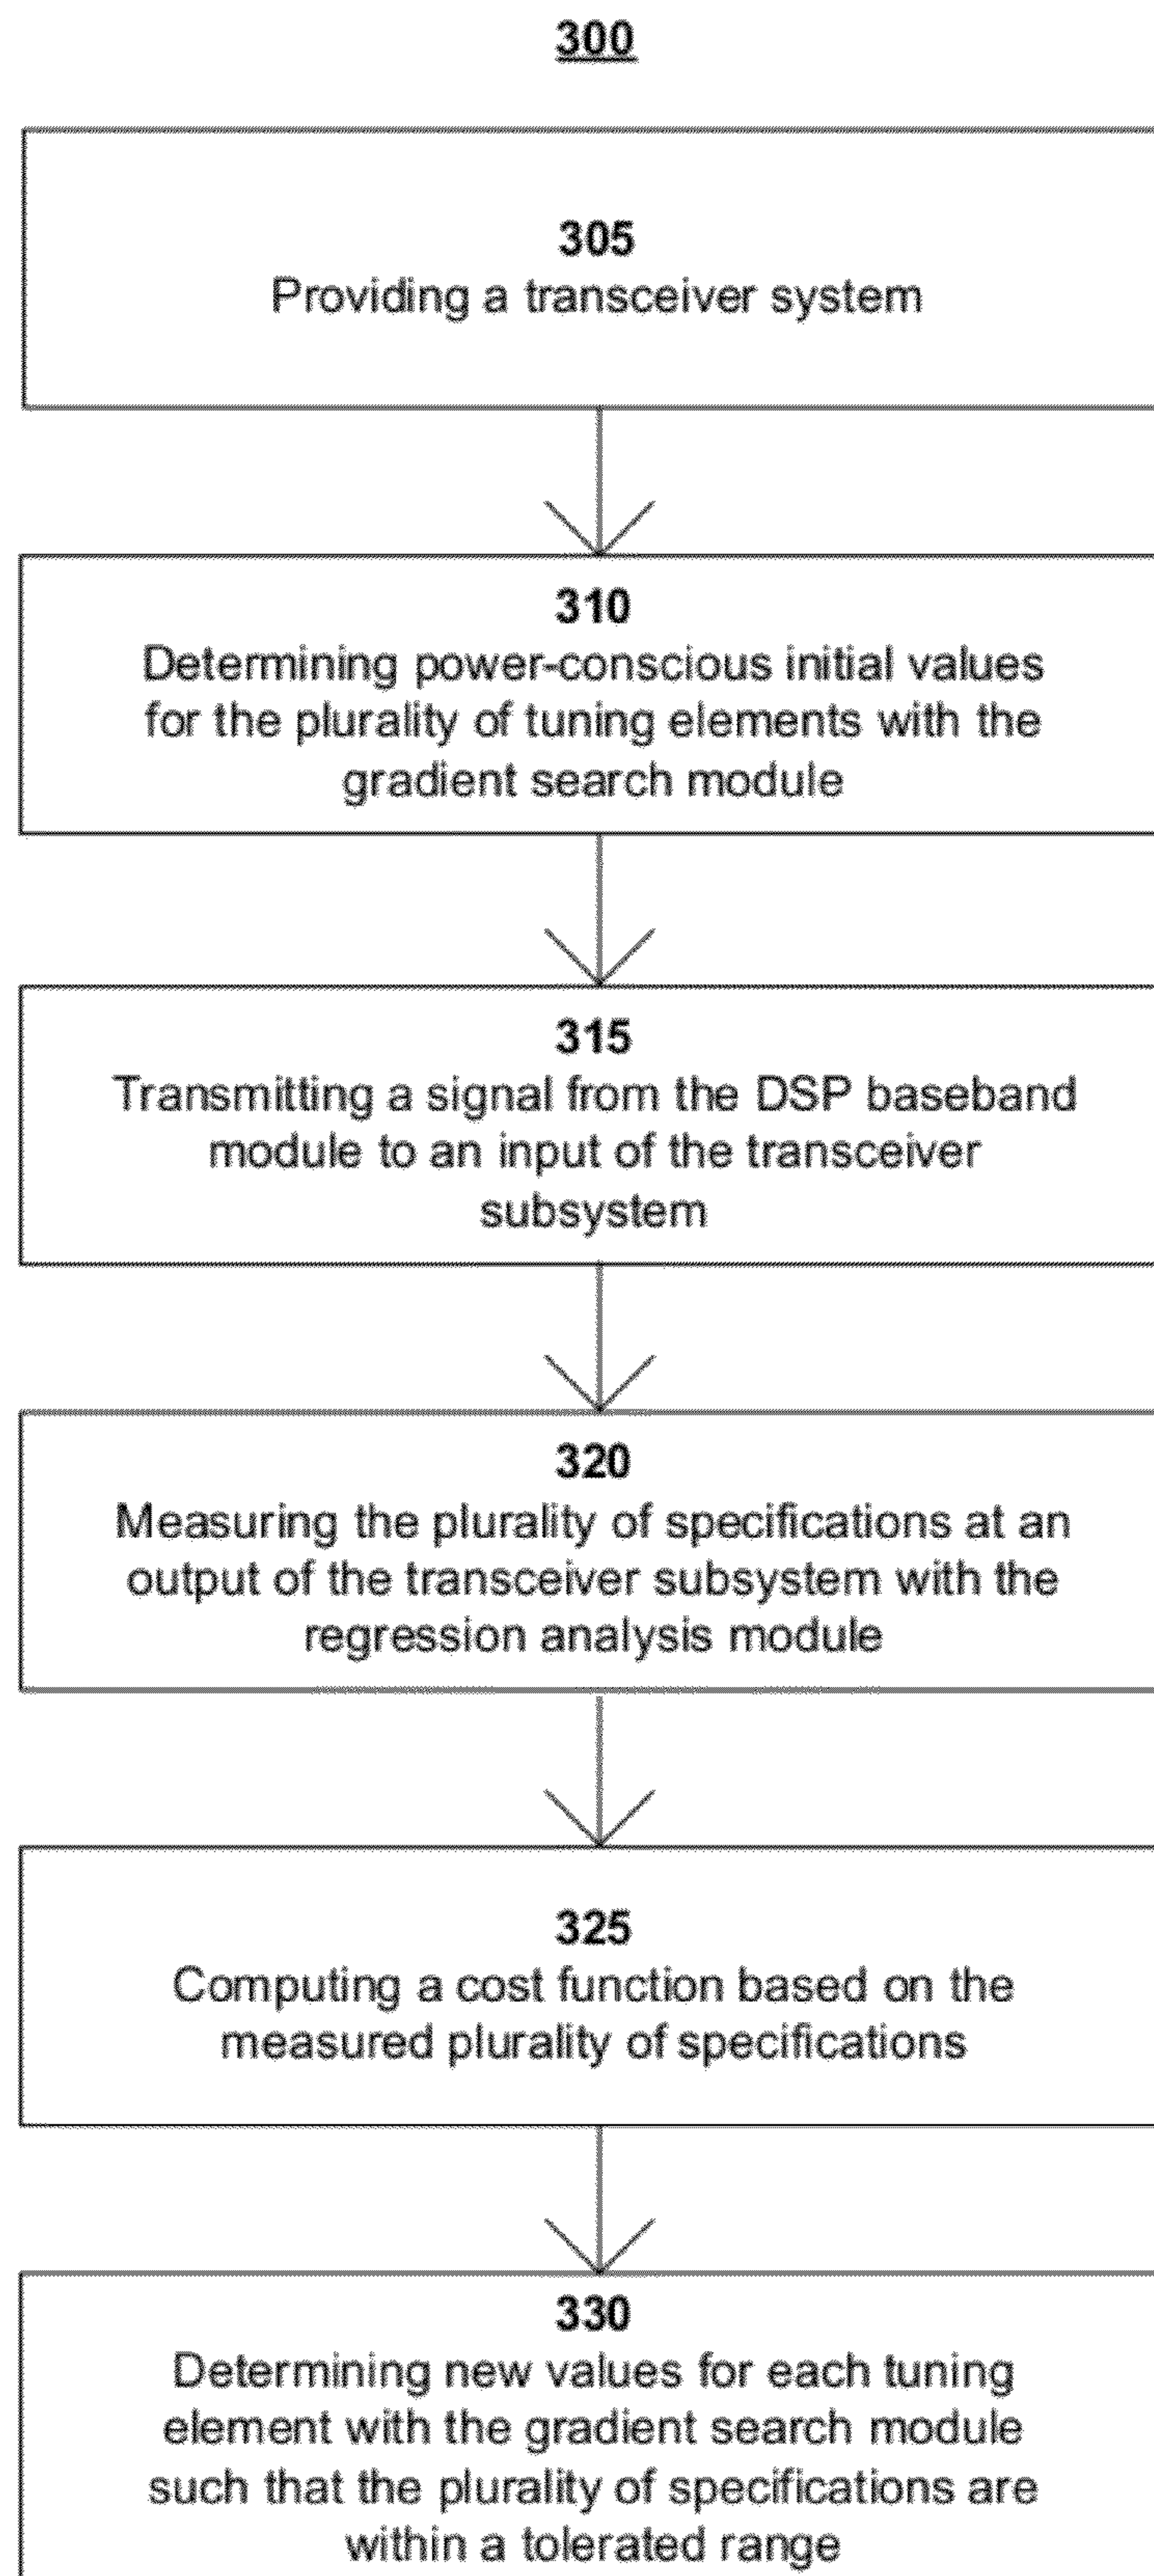 300
305
Providing a transceiver system
310
Determining power-conscious initial values
for the plurality of tuning elements with the
gradient search module
315
Transmitting a signal from the DSP baseband
module to an input of the transceiver
subsystem
320
Measuring the plurality of specifications at an
output of the transceiver subsystem with the
regression analysis module
325
Computing a cost function based on the
measured plurality of specifications
330
Determining new values for each tuning
element with the gradient search module
such that the plurality of specifications are
within a tolerated range